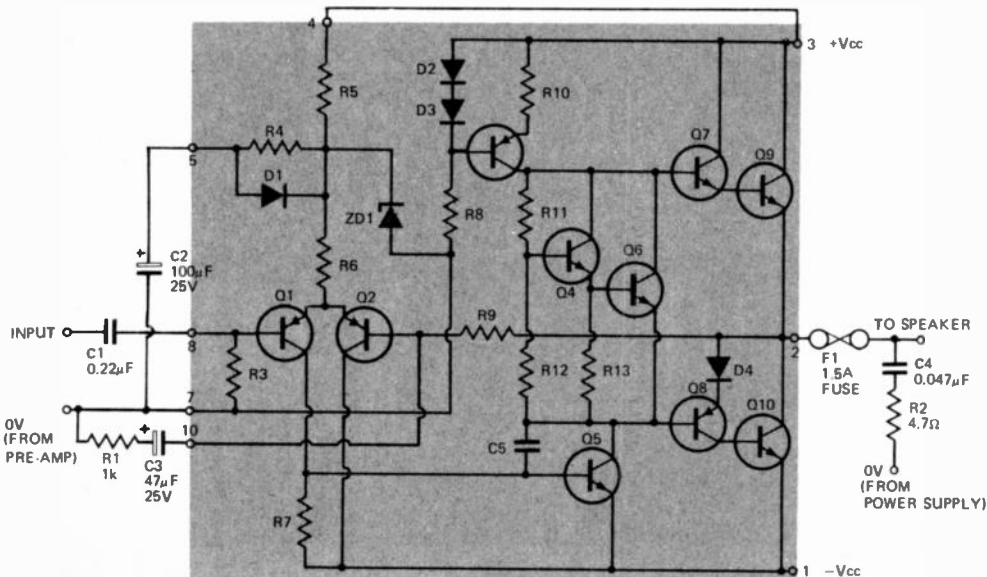 4
3 +Vcc
D2
R5
R10
D3
R4
Q7
5
Q9
D1
ZD1
R8
R11
+
C2
100µF
25V
R6
Q6
Q4
Q1
Q2
R9
INPUT
8
2
TO SPEAKER
C1
0.22µF
F1
1.5A
FUSE
C4
0.047µF
R3
R12
R13
D4
Q8
7
Q10
R2
4.7Ω
0V
(FROM
PRE-AMP)
10
R1
1k
+
C3
47µF
25V
C5
Q5
0V
(FROM
POWER SUPPLY)
R7
1 −Vcc